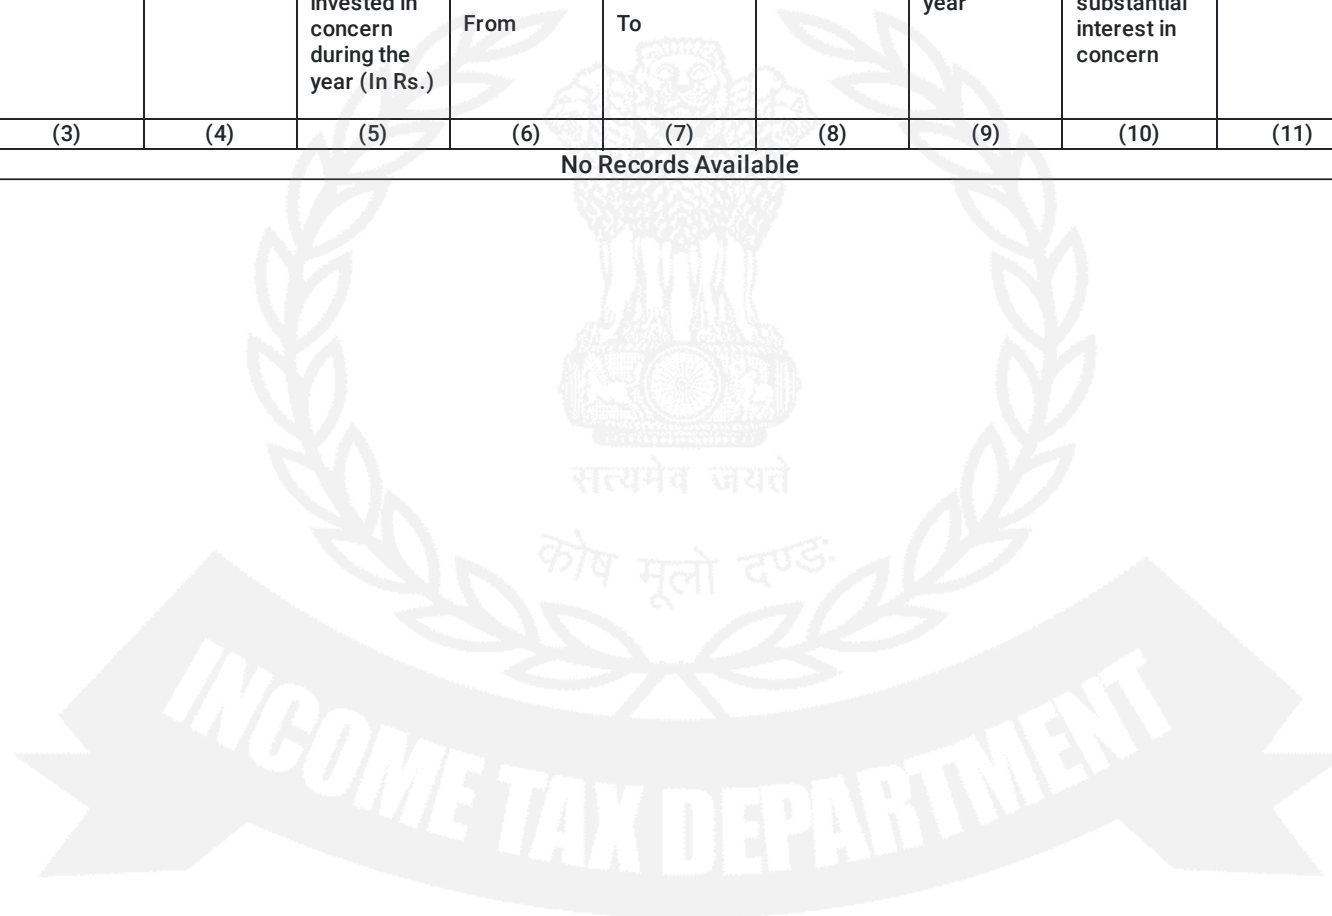 invested in
concern
during the
year (In Rs.)
From
To
year
substantial
interest in
concern
(3) (4) (5) (6) (7) (8) (9) (10) (11)
No Records Available
सत्यमेव जयते
कोष मूलो दण्डः
INCOME TAX DEPARTMENT